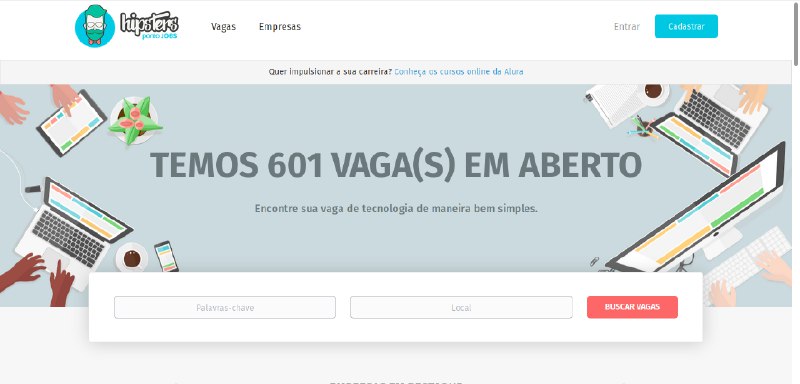 hipsters
ponto JOBS
Vagas
Empresas
Entrar
Cadastrar
Quer impulsionar a sua carreira? Conheça os cursos online da Alura
TEMOS 601 VAGA(S) EM ABERTO
Encontre sua vaga de tecnologia de maneira bem simples.
Palavras-chave
Local
BUSCAR VAGAS